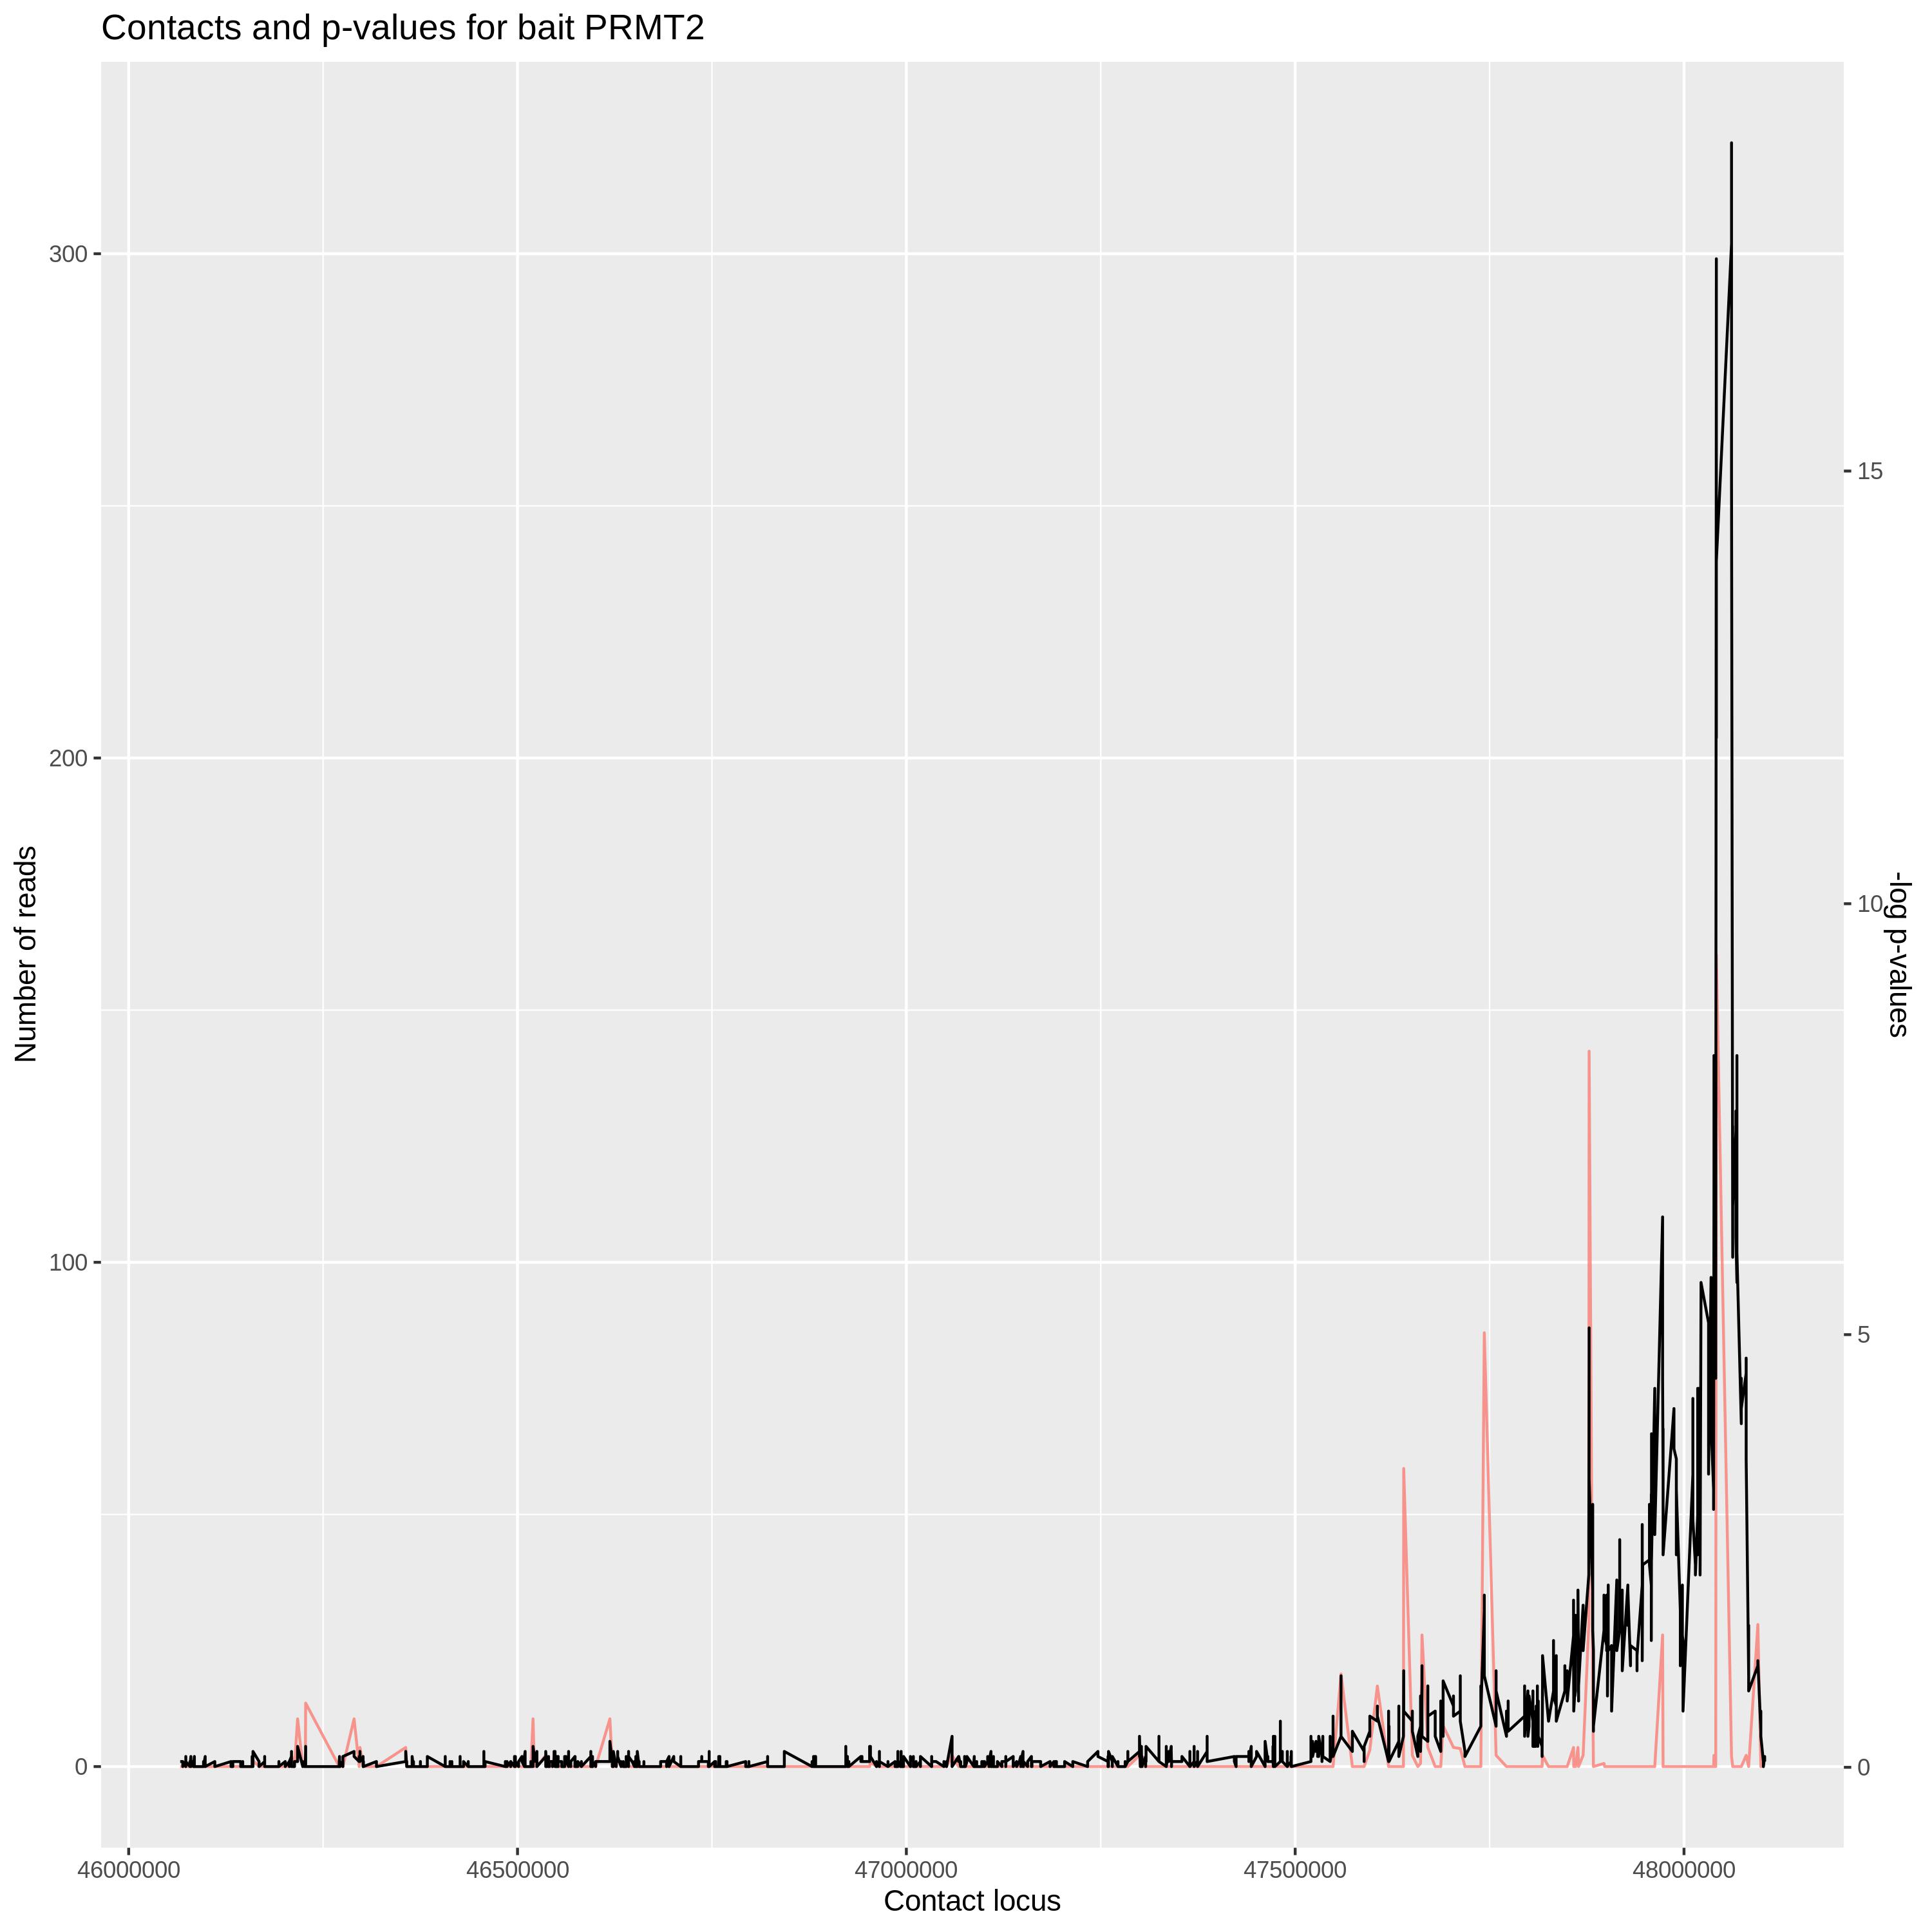 Contacts and p-values for bait PRMT2
300
200
100
0
Number of reads
15
10
5
0
-log p-values
46000000 46500000 47000000 47500000 48000000
Contact locus